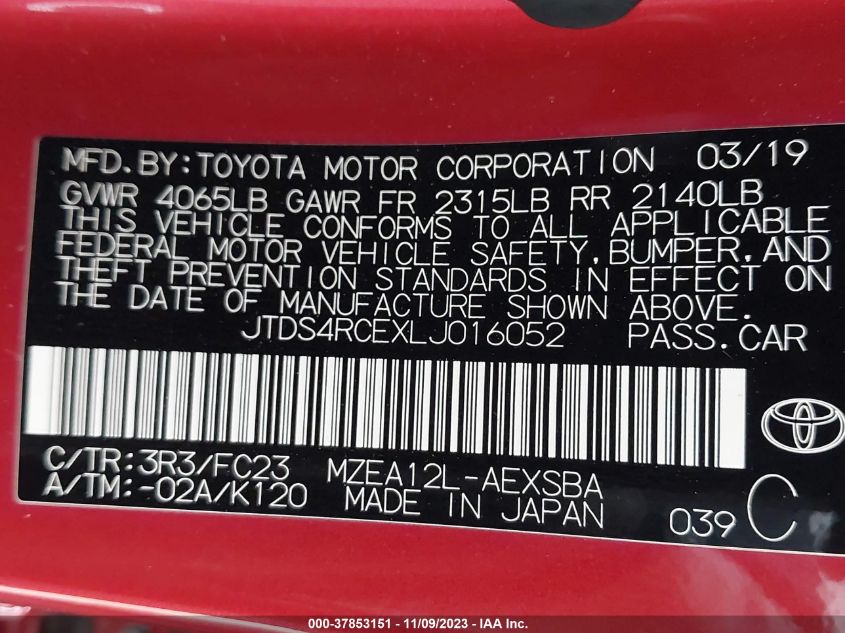 MFD.BY:TOYOTA MOTOR CORPORATION 03/19
GVWR 4065LB GAWR FR 2315LB RR 2140LB
THIS VEHICLE CONFORMS TO ALL APPLICABLE
FEDERAL MOTOR VEHICLE SAFETY,BUMPER,AND
THEFT PREVENTION STANDARDS IN EFFECT ON
THE DATE OF MANUFACTURE SHOWN ABOVE.
JTDS4RCEXLJ016052 PASS.CAR
C/TR:3R3/FC23 MZEA12L-AEXSBA
A/TM:-02A/K120 MADE IN JAPAN 039 C
000-37853151 - 11/09/2023 - IAA Inc.